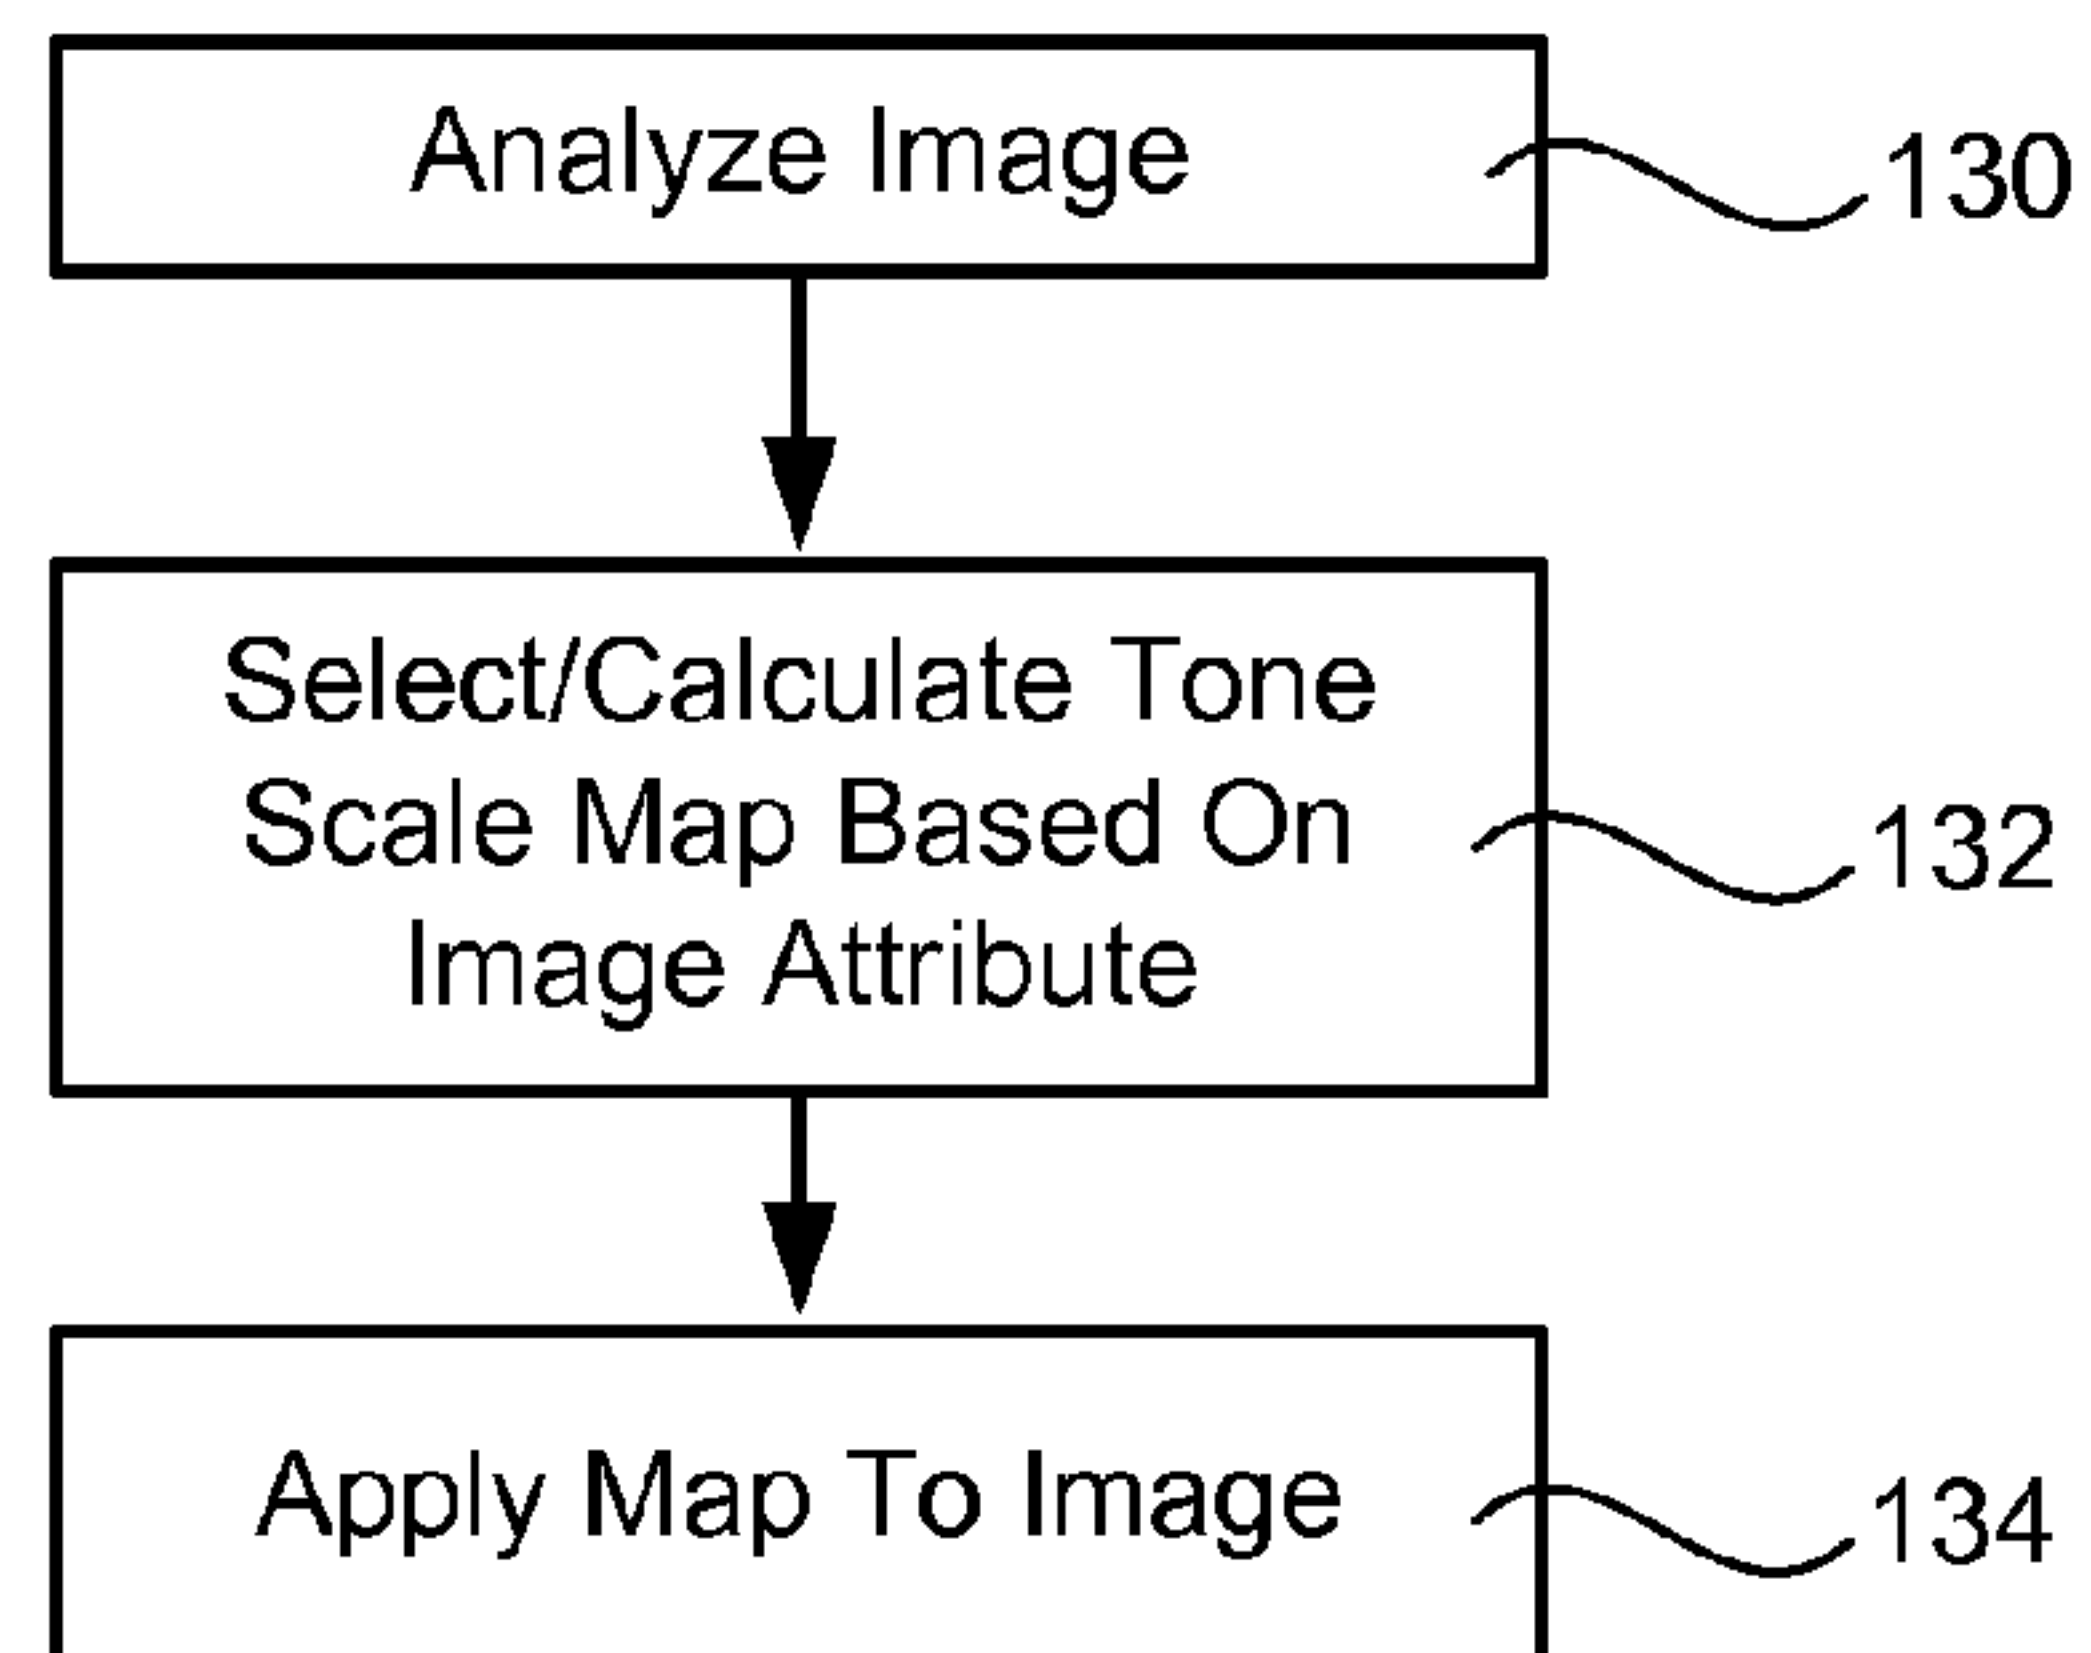 Analyze Image
130
Select/Calculate Tone
Scale Map Based On
Image Attribute
132
Apply Map To Image
134